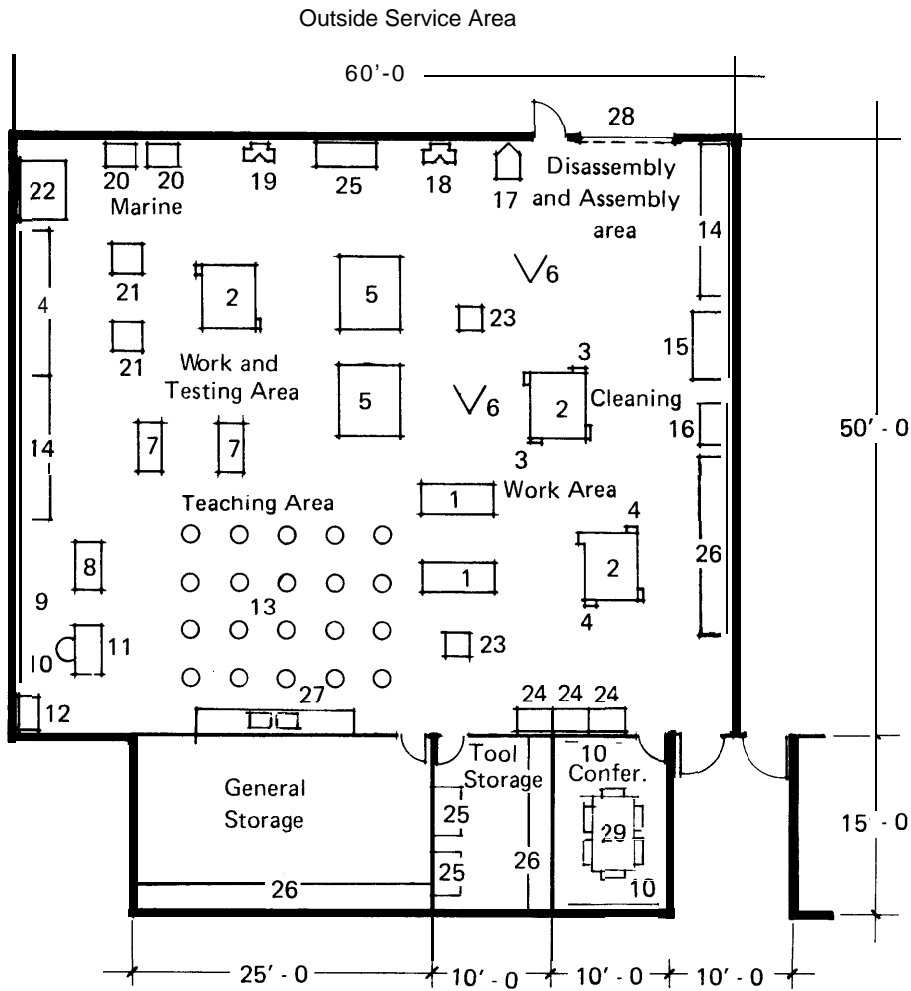 Outside Service Area
60'-0
28
20 20 19 25 18 17
Disassembly
and Assembly
area
22
Marine
14
4
21
2
5
6
23
21
15
3
Work and
Testing Area
5
6
2
Cleaning
16
14
7
7
3
50'-0
Teaching Area
1
Work Area
4
8
26
9
13
1
2
4
10
11
23
12
27
24 24 24
General
Storage
Tool
Storage
10
Confer.
25
29
15'-0
25
26
26
10
25'-0
10'-0
10'-0
10'-0